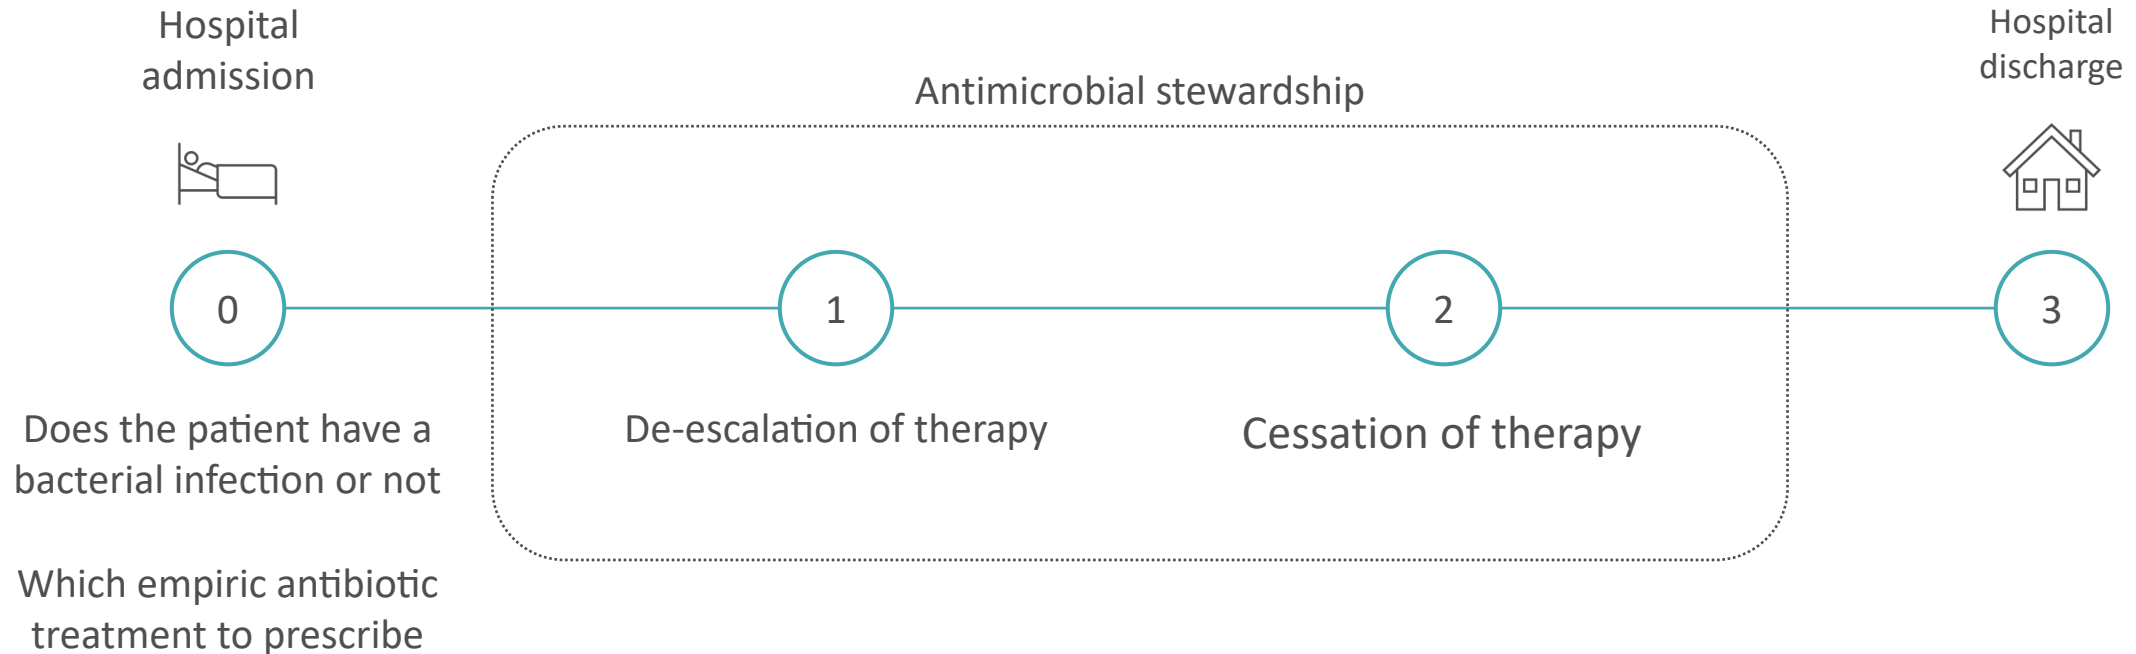 Hospital
admission
Antimicrobial stewardship
Hospital
discharge
0
1
2
3
Does the patient have a
bacterial infection or not
De-escalation of therapy
Cessation of therapy
Which empiric antibiotic
treatment to prescribe